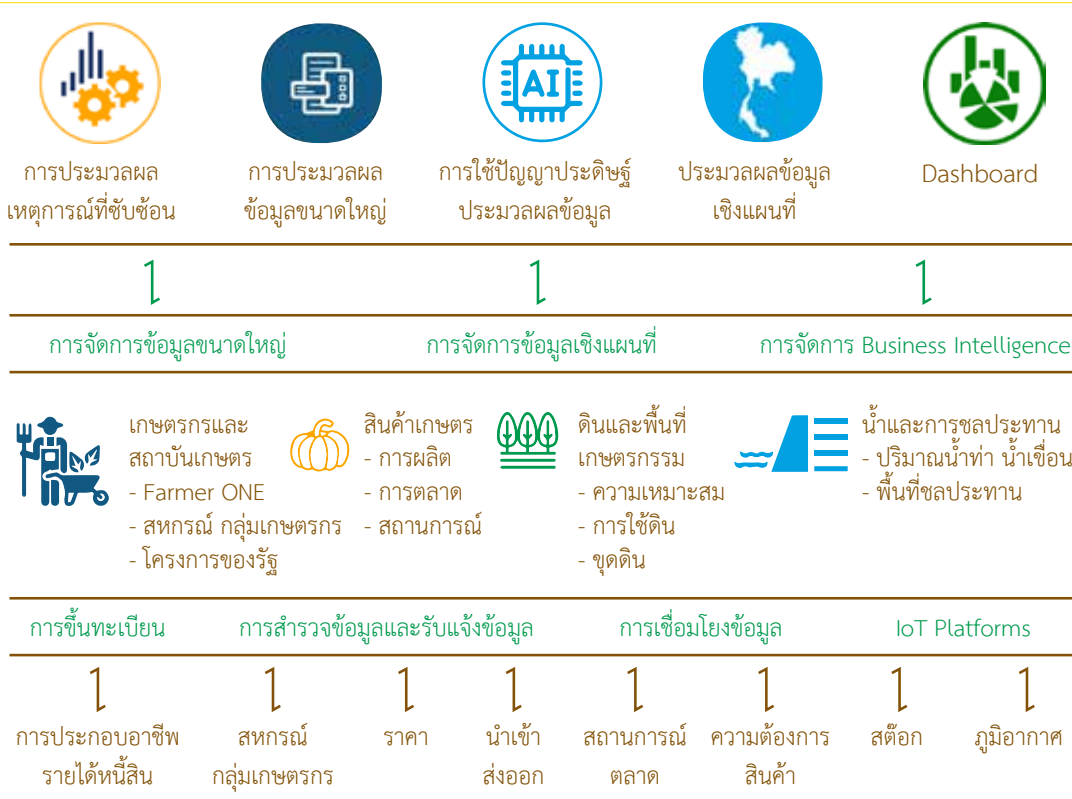 AI
การประมวลผล
เหตุการณ์ที่ซับซ้อน
การประมวลผล
ข้อมูลขนาดใหญ่
การใช้ปัญญาประดิษฐ์
ประมวลผลข้อมูล
ประมวลผลข้อมูล
เชิงแผนที่
Dashboard
การจัดการข้อมูลขนาดใหญ่
การจัดการข้อมูลเชิงแผนที่
การจัดการ Business Intelligence
เกษตรกรและ
สถาบันเกษตร
- Farmer ONE
- สหกรณ์ กลุ่มเกษตรกร
- โครงการของรัฐ
สินค้าเกษตร
- การผลิต
- การตลาด
- สถานการณ์
ดินและพื้นที่
เกษตรกรรม
- ความเหมาะสม
- การใช้ดิน
- ขุดดิน
น้ำและการชลประทาน
- ปริมาณน้ำท่า น้ำเขื่อน
- พื้นที่ชลประทาน
การขึ้นทะเบียน
การสำรวจข้อมูลและรับแจ้งข้อมูล
การเชื่อมโยงข้อมูล
IoT Platforms
การประกอบอาชีพ
รายได้หนี้สิน
สหกรณ์
กลุ่มเกษตรกร
ราคา
นำเข้า
ส่งออก
สถานการณ์
ตลาด
ความต้องการ
สินค้า
สต๊อก
ภูมิอากาศ